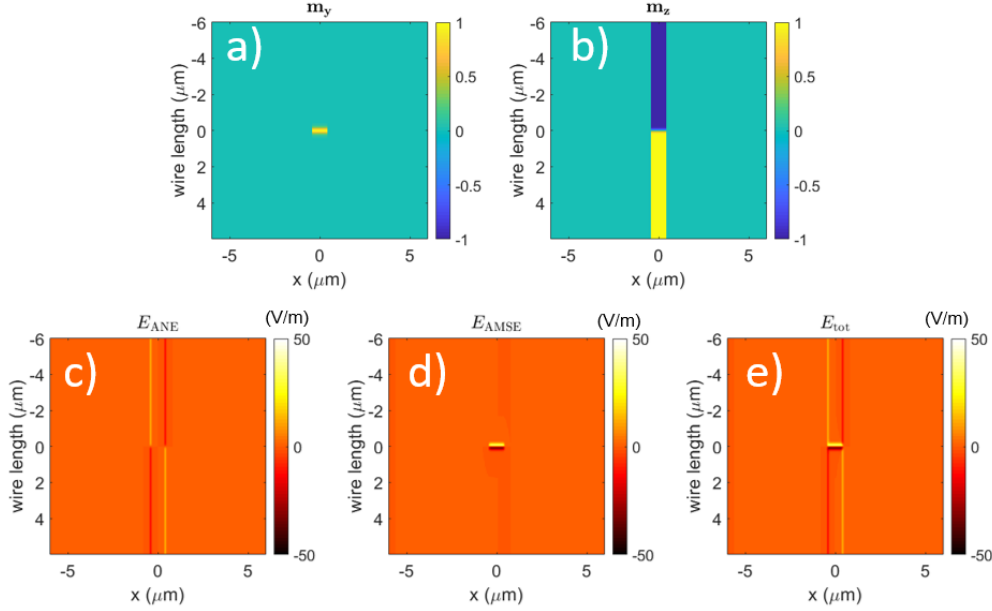 m_y m_z
-6 -4 -2 0 2 4 1 0.5 0 -0.5 -1
-6 -4 -2 0 2 4 1 0.5 0 -0.5 -1
a) b)
wire length (μm) wire length (μm)
-5 0 5 -5 0 5
x (μm) x (μm)
E_ANE (V/m) E_AMSE (V/m) E_tot (V/m)
-6 -4 -2 0 2 4 50 0 -50
-6 -4 -2 0 2 4 50 0 -50
-6 -4 -2 0 2 4 50 0 -50
c) d) e)
wire length (μm) wire length (μm) wire length (μm)
-5 0 5 -5 0 5 -5 0 5
x (μm) x (μm) x (μm)